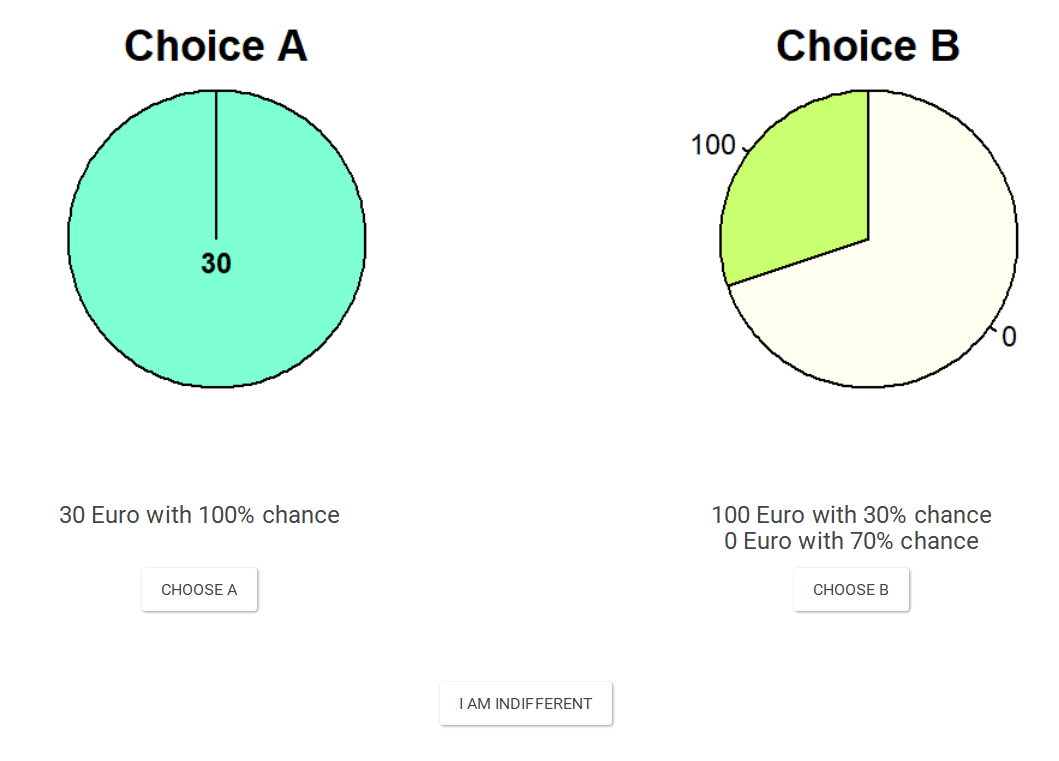 Choice A
Choice B
30
100
0
30 Euro with 100% chance
100 Euro with 30% chance
0 Euro with 70% chance
CHOOSE A
CHOOSE B
I AM INDIFFERENT